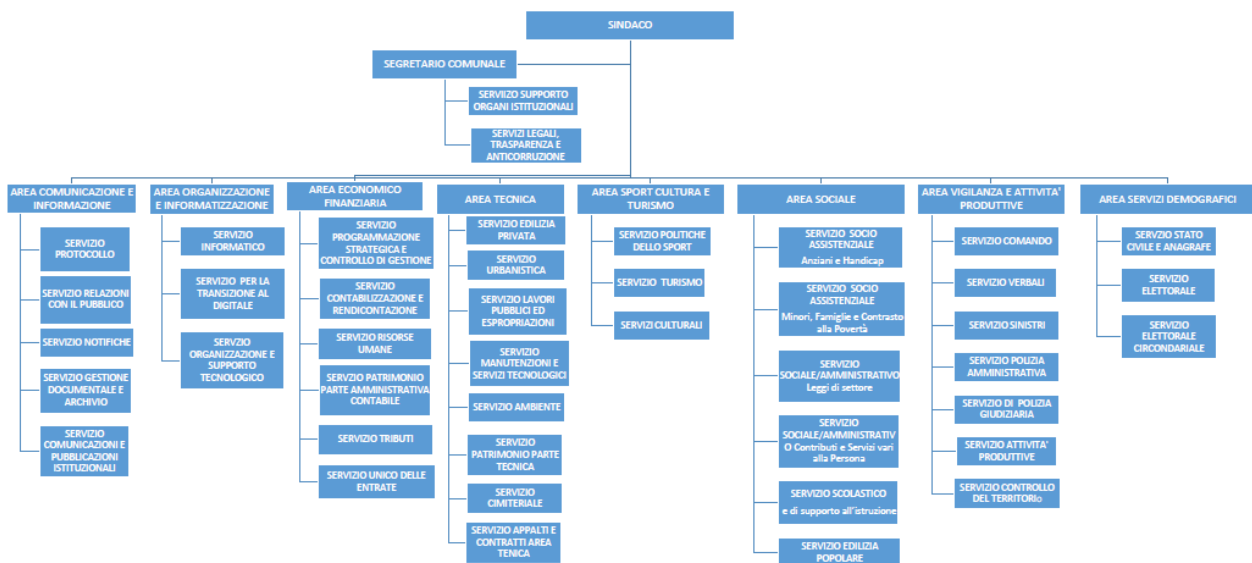 SINDACO
SEGRETARIO COMUNALE
SERVIIZO SUPPORTO
ORGANI ISTITUZIONALI
SERVIZI LEGALI,
TRASPARENZA E
ANTICORRUZIONE
AREA COMUNICAZIONE E
INFORMAZIONE
SERVIZIO
PROTOCOLLO
SERVIZIO RELAZIONI
CON IL PUBBLICO
SERVIZIO NOTIFICHE
SERVIZIO GESTIONE
DOCUMENTALE E
ARCHIVIO
SERVIZIO
COMUNICAZIONI E
PUBBLICAZIONI
ISTITUZIONALI
AREA ORGANIZZAZIONE
E INFORMATIZZAZIONE
SERVIZIO
INFORMATICO
SERVIZIO PER LA
TRANSIZIONE AL
DIGITALE
SERVZIO
ORGANIZZAZIONE E
SUPPORTO
TECNOLOGICO
AREA ECONOMICO
FINANZIARIA
SERVIZIO
PROGRAMMAZIONE
STRATEGICA E
CONTROLLO DI GESTIONE
SERVIZIO
CONTABILIZZAZIONE E
RENDICONTAZIONE
SERVIZIO RISORSE
UMANE
SERVIZIO PATRIMONIO
PARTE AMMINISTRATIVA
CONTABILE
SERVIZIO TRIBUTI
SERVIZIO UNICO DELLE
ENTRATE
AREA TECNICA
SERVIZIO EDILIZIA
PRIVATA
SERVIZIO
URBANISTICA
SERVIZIO LAVORI
PUBBLICI ED
ESPROPRIAZIONI
SERVIZIO
MANUTENZIONI E
SERVIZI TECNOLOGICI
SERVIZIO AMBIENTE
SERVIZIO
PATRIMONIO PARTE
TECNICA
SERVIZIO
CIMITERIALE
SERVIZIO APPALTI E
CONTRATTI AREA
TENICA
AREA SPORT CULTURA E
TURISMO
SERVIZIO POLITICHE
DELLO SPORT
SERVIZIO TURISMO
SERVIZI CULTURALI
AREA SOCIALE
SERVIZIO SOCIO
ASSISTENZIALE
Anziani e Handicap
SERVIZIO SOCIO
ASSISTENZIALE
Minori, Famiglie e Contrasto
alla Povertà
SERVIZIO
SOCIALE/AMMINISTRATIVO
Leggi di settore
SERVIZIO
SOCIALE/AMMINISTRATIV
O Contributi e Servizi vari
alla Persona
SERVIZIO SCOLASTICO
e di supporto all'istruzione
SERVIZIO EDILIZIA
POPOLARE
AREA VIGILANZA E ATTIVITA'
PRODUTTIVE
SERVIZIO COMANDO
SERVIZIO VERBALI
SERVIZIO SINISTRI
SERVIZIO POLIZIA
AMMINISTRATIVA
SERVIZIO DI POLIZIA
GIUDIZIARIA
SERVIZIO ATTIVITA'
PRODUTTIVE
SERVIZIO CONTROLLO
DEL TERRITORIo
AREA SERVIZI DEMOGRAFICI
SERVIZIO STATO
CIVILE E ANAGRAFE
SERVIZIO
ELETTORALE
SERVIZIO
ELETTORALE
CIRCONDARIALE